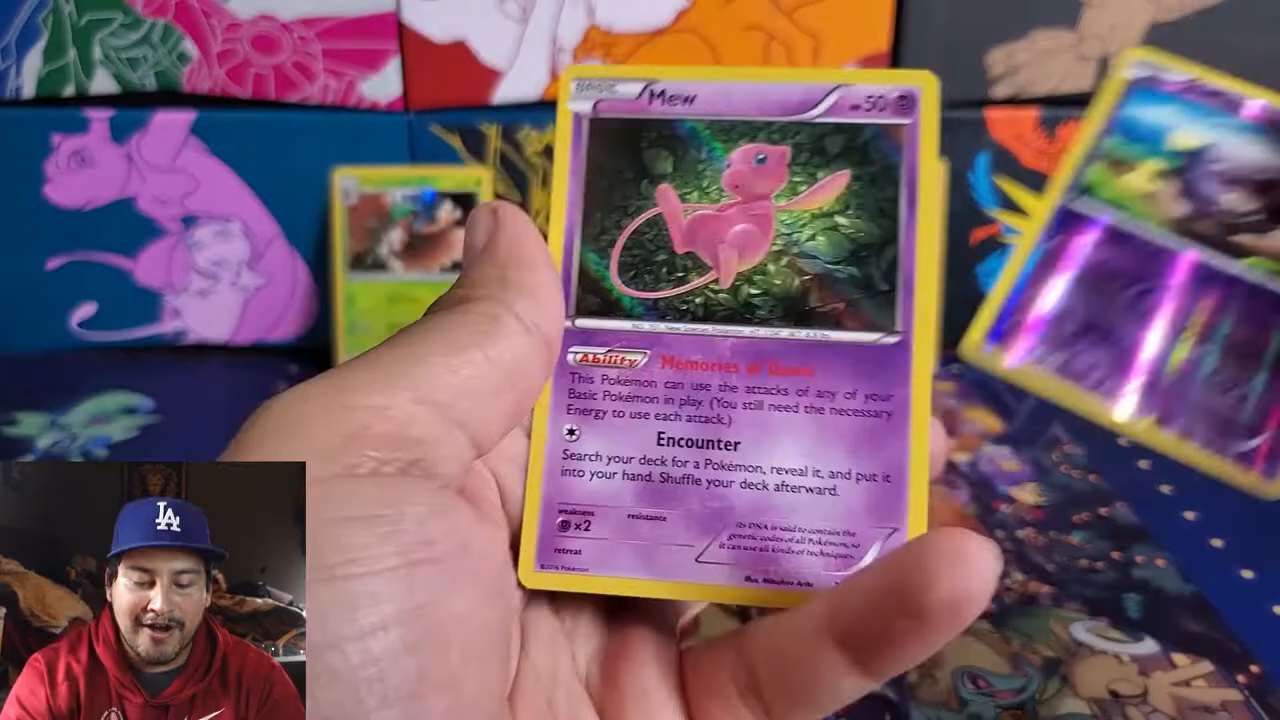 BASIC
Mew
HP 50
Ability
Memories of Dawn
This Pokémon can use the attacks of any of your
Basic Pokémon in play. (You still need the necessary
Energy to use each attack.)
Encounter
Search your deck for a Pokémon, reveal it, and put it
into your hand. Shuffle your deck afterward.
weakness
resistance
×2
retreat
Its DNA is said to contain the
genetic codes of all Pokémon, so
it can use all kinds of techniques.
©2016 Pokémon
LA